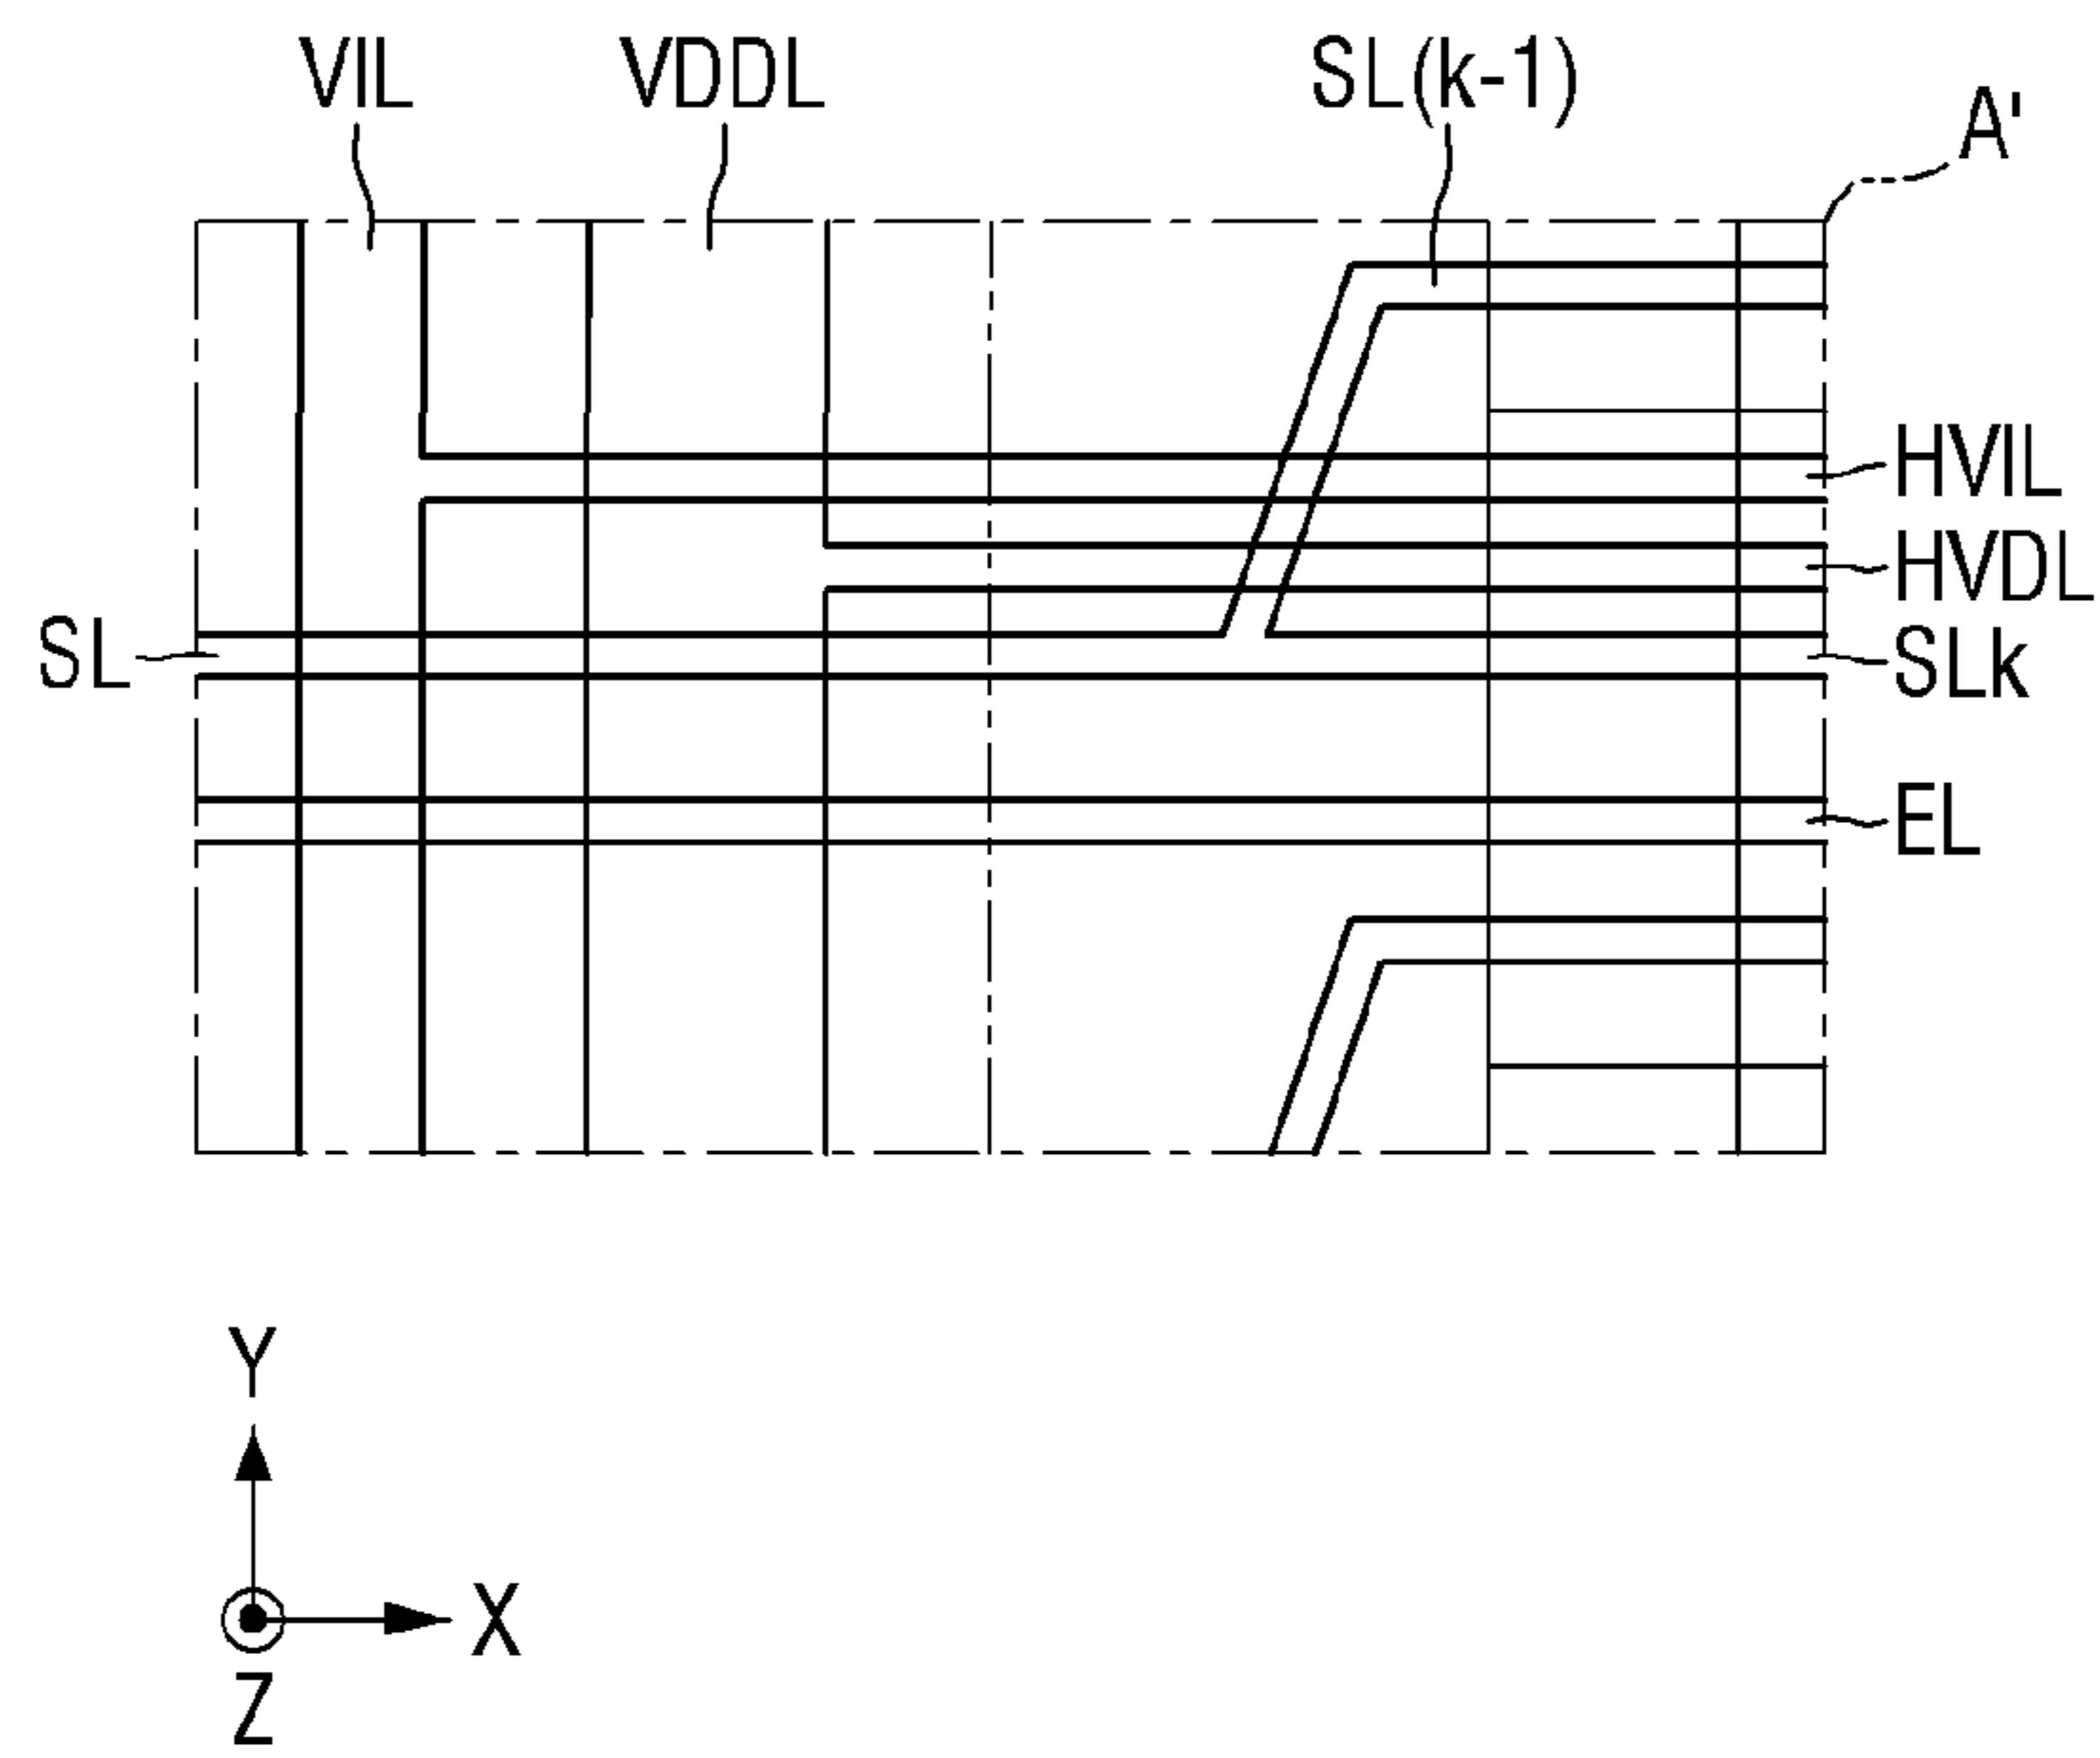 VIL
VDDL
SL(k-1)
A'
HVIL
HVDL
SL
SLk
EL
Y
X
Z